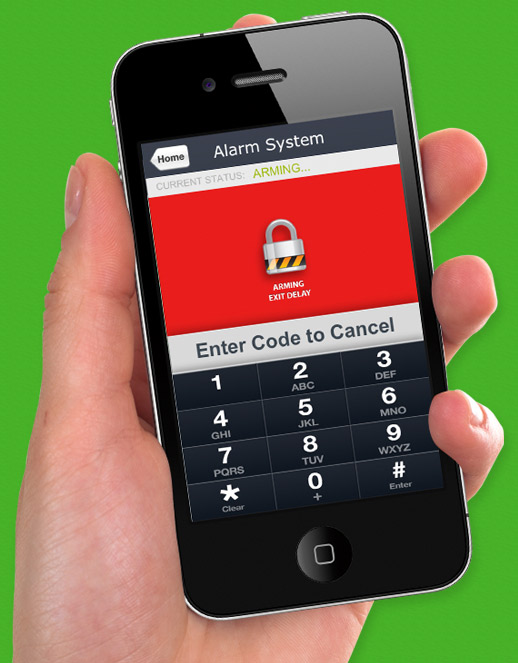 Home
Alarm System
CURRENT STATUS: ARMING...
ARMING
EXIT DELAY
Enter Code to Cancel
1
2
ABC
3
DEF
4
GHI
5
JKL
6
MNO
7
PQRS
8
TUV
9
WXYZ
*
Clear
0
+
#
Enter